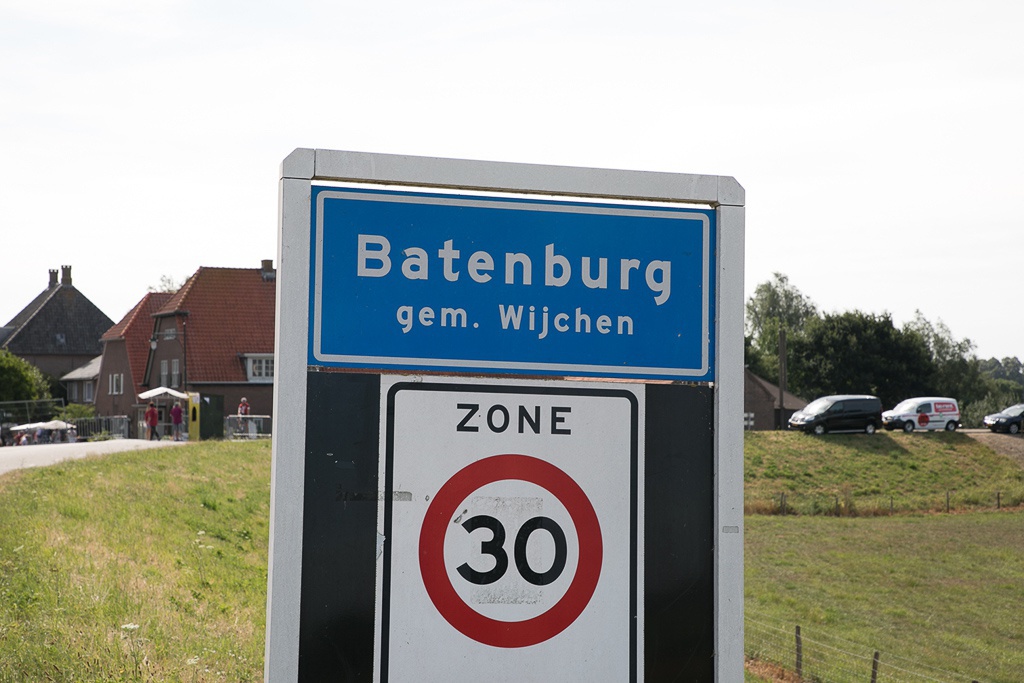 Batenburg
gem. Wijchen
ZONE
30